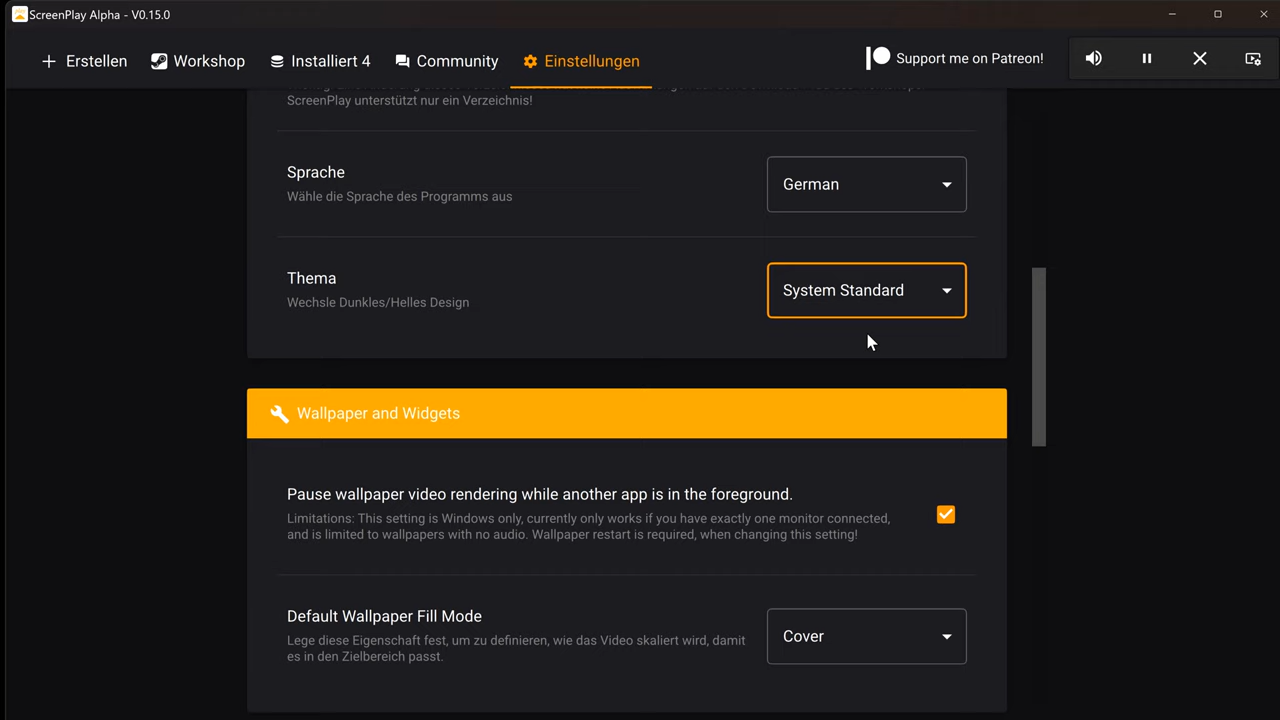 ScreenPlay Alpha - V0.15.0
Erstellen
Workshop
Installiert 4
Community
Einstellungen
Support me on Patreon!
ScreenPlay unterstützt nur ein Verzeichnis!
Sprache
Wähle die Sprache des Programms aus
German
Thema
Wechsle Dunkles/Helles Design
System Standard
Wallpaper and Widgets
Pause wallpaper video rendering while another app is in the foreground.
Limitations: This setting is Windows only, currently only works if you have exactly one monitor connected,
and is limited to wallpapers with no audio. Wallpaper restart is required, when changing this setting!
Default Wallpaper Fill Mode
Lege diese Eigenschaft fest, um zu definieren, wie das Video skaliert wird, damit
es in den Zielbereich passt.
Cover